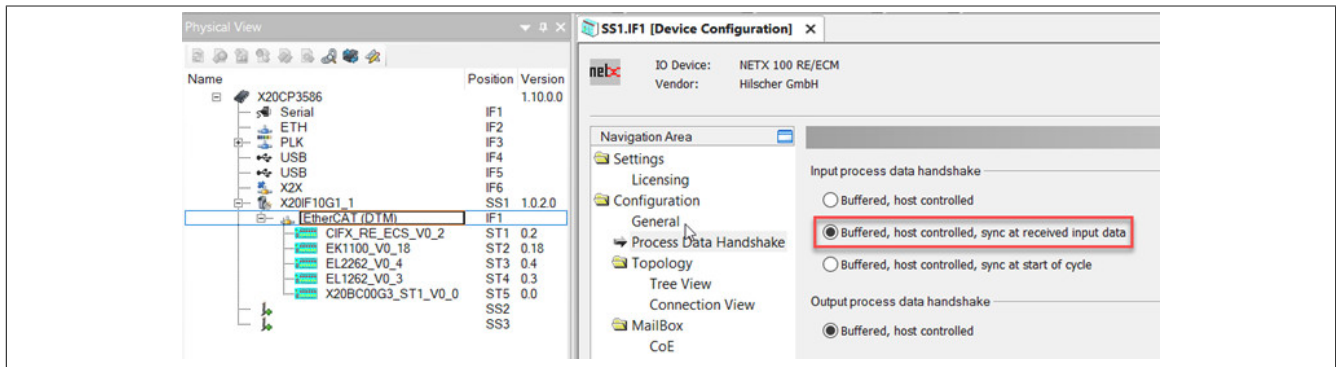 Physical View
Name Position Version
X20CP3586 1.10.0.0
Serial IF1
ETH IF2
PLK IF3
USB IF4
USB IF5
X2X IF6
X20IF10G1_1 SS1 1.0.2.0
EtherCAT (DTM) IF1
CIFX_RE_ECS_V0_2 ST1 0.2
EK1100_V0_18 ST2 0.18
EL2262_V0_4 ST3 0.4
EL1262_V0_3 ST4 0.3
X20BC00G3_ST1_V0_0 ST5 0.0
SS2
SS3
SS1.IF1 [Device Configuration]
netx
IO Device: NETX 100 RE/ECM
Vendor: Hilscher GmbH
Navigation Area
Settings
Licensing
Configuration
General
Process Data Handshake
Topology
Tree View
Connection View
MailBox
CoE
Input process data handshake
Buffered, host controlled
Buffered, host controlled, sync at received input data
Buffered, host controlled, sync at start of cycle
Output process data handshake
Buffered, host controlled